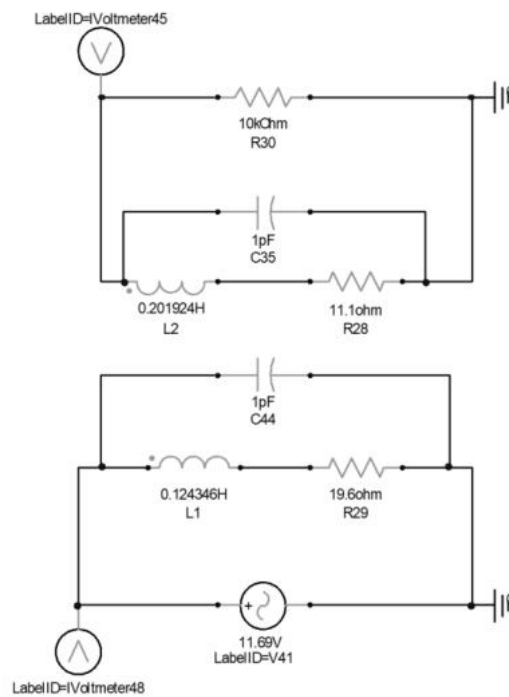 LabelID=IVoltmeter45
10kOhm
R30
1pF
C35
0.201924H
L2
11.1ohm
R28
1pF
C44
0.124346H
L1
19.6ohm
R29
11.69V
LabelID=V41
LabelID=IVoltmeter48